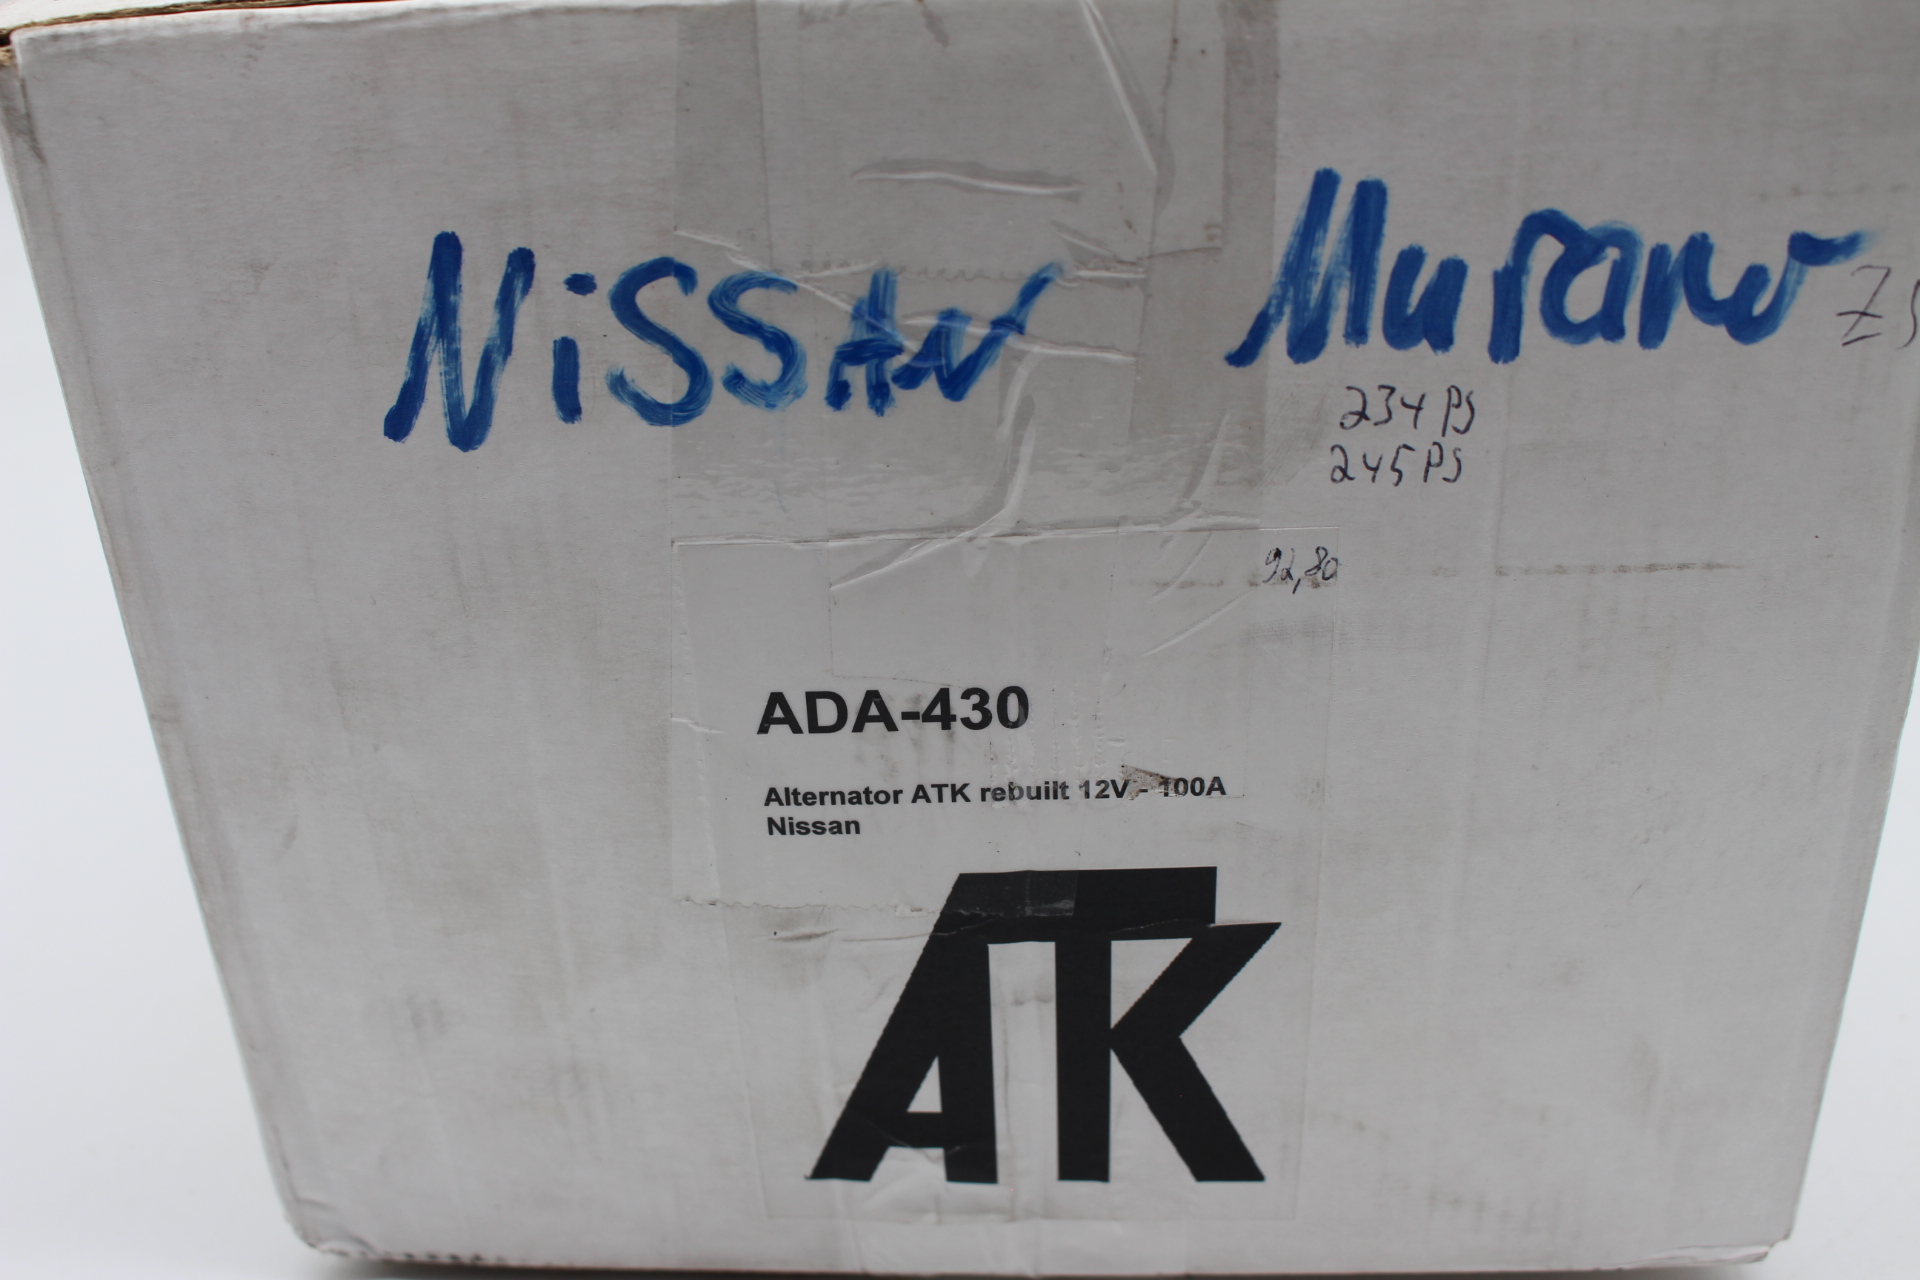 NiSSAN Murano
234 PS
245 PS
92,80
ADA-430
Alternator ATK rebuilt 12V - 100A
Nissan
ATK